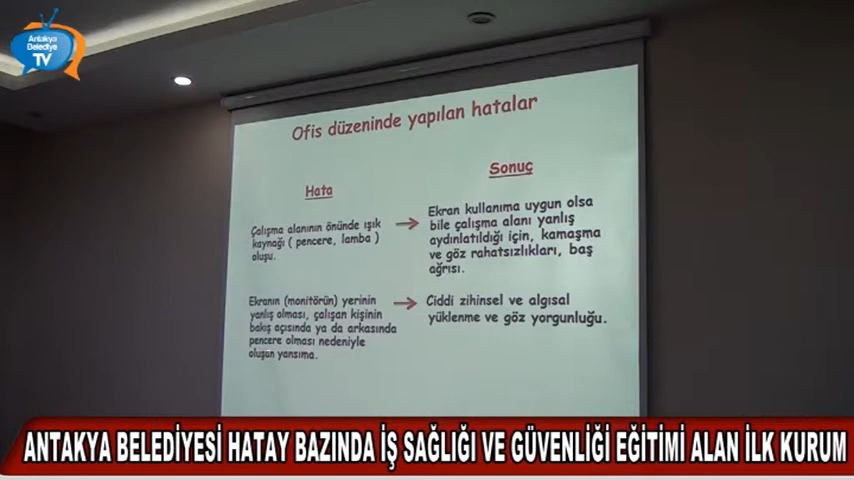 Antakya
Belediye
TV
Ofis düzeninde yapılan hatalar
Hata
Sonuç
Çalışma alanının önünde ışık
kaynağı ( pencere, lamba )
oluşu.
Ekran kullanıma uygun olsa
bile çalışma alanı yanlış
aydınlatıldığı için, kamaşma
ve göz rahatsızlıkları, baş
ağrısı.
Ekranın (monitörün) yerinin
yanlış olması, çalışan kişinin
bakış açısında ya da arkasında
pencere olması nedeniyle
oluşan yansıma.
Ciddi zihinsel ve algısal
yüklenme ve göz yorgunluğu.
ANTAKYA BELEDİYESİ HATAY BAZINDA İŞ SAĞLIĞI VE GÜVENLİĞİ EĞİTİMİ ALAN İLK KURUM